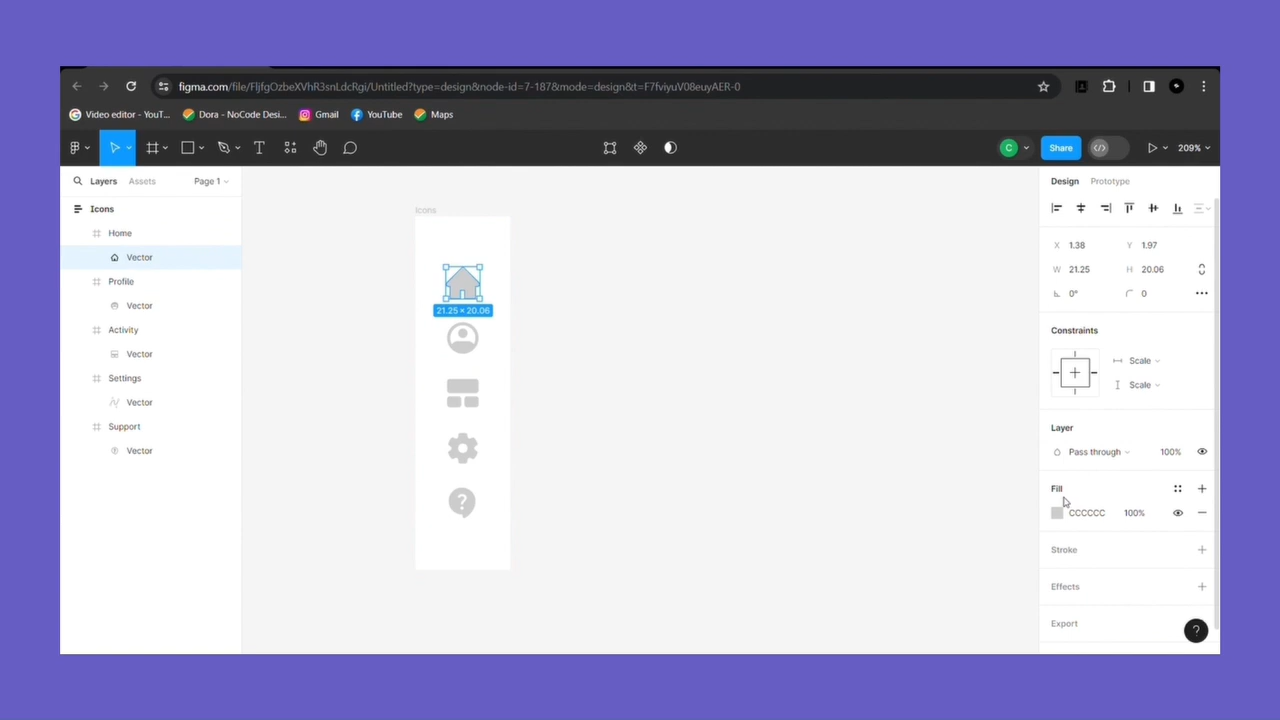 figma.com/file/FljfgOzbeXVhR3snLdcRgi/Untitled?type=design&node-id=7-187&mode=design&t=F7fviyuV08euyAER-0
Video editor - YouT... Dora - NoCode Desi... Gmail YouTube Maps
C Share 209%
Layers Assets Page 1
Icons
Home
Vector
Profile
Vector
Activity
Vector
Settings
Vector
Support
Vector
Icons
21.25 × 20.06
Design Prototype
X 1.38 Y 1.97
W 21.25 H 20.06
0° 0
Constraints
Scale
Scale
Layer
Pass through 100%
Fill
CCCCCC 100%
Stroke
Effects
Export
?